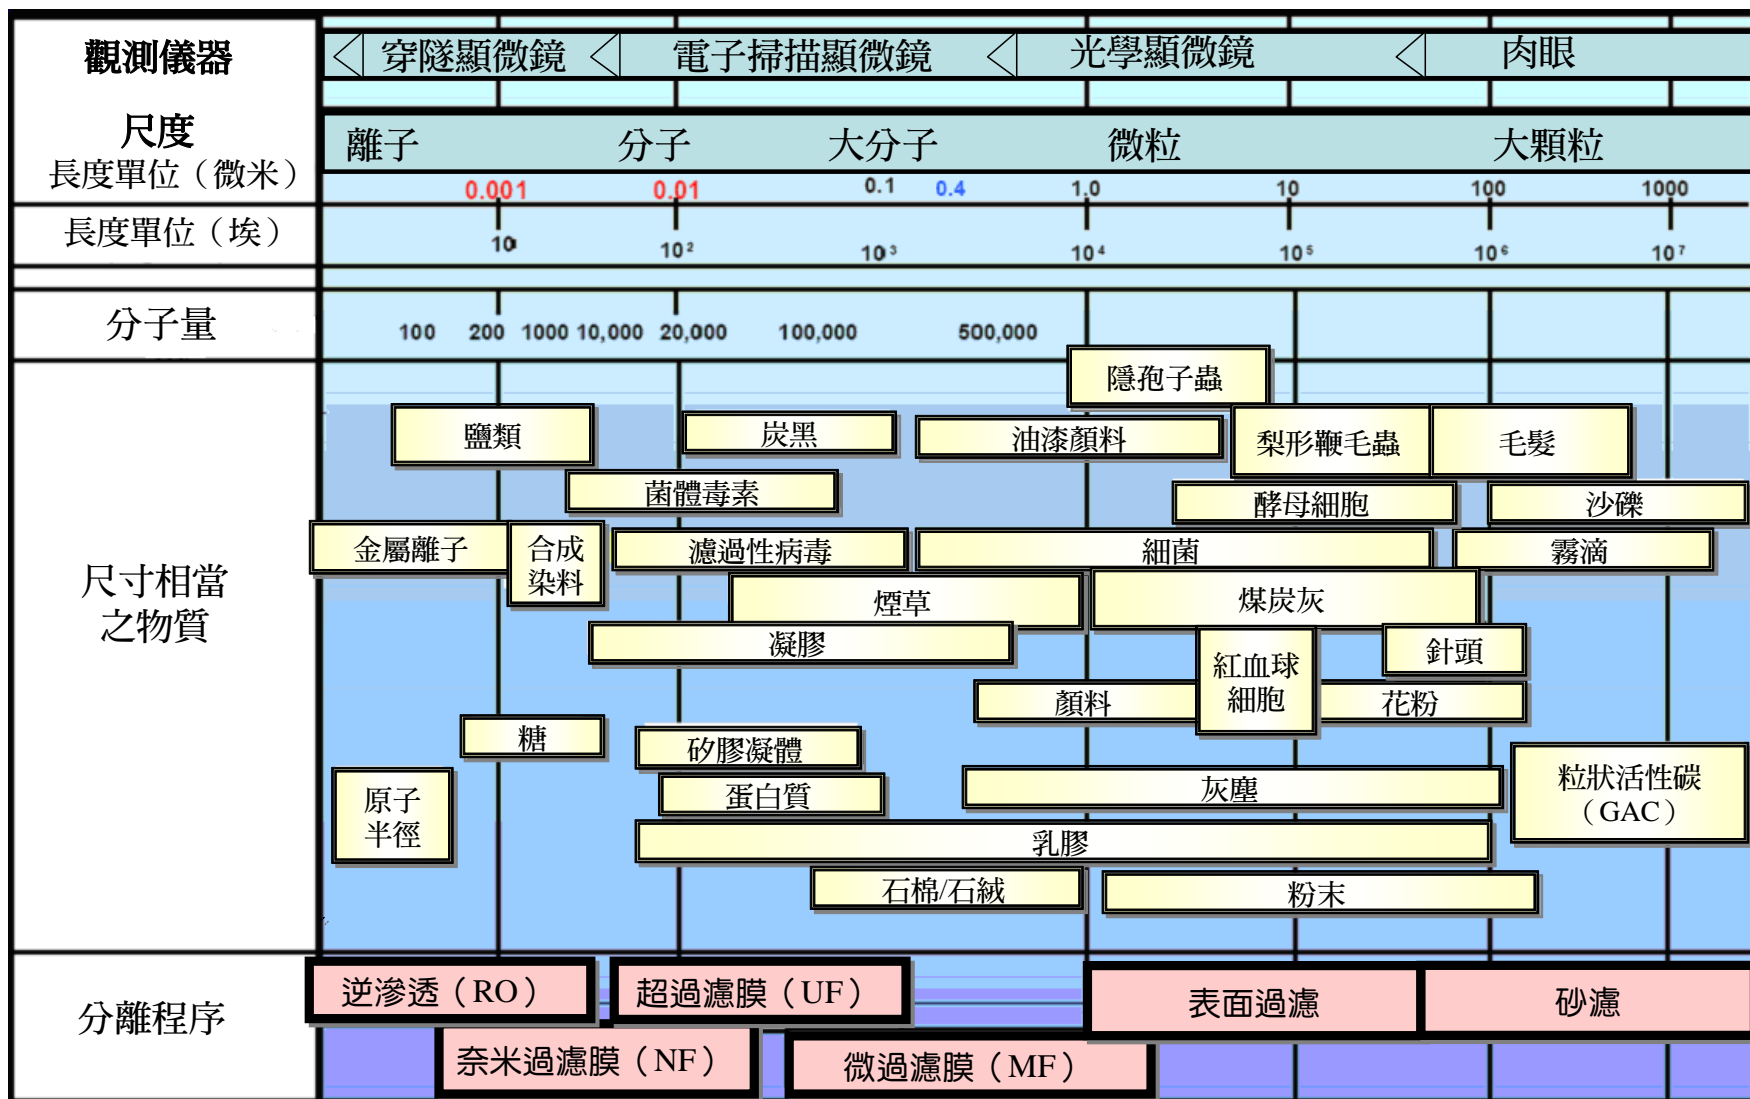 觀測儀器
穿隧顯微鏡 電子掃描顯微鏡 光學顯微鏡 肉眼
尺度
離子 分子 大分子 微粒 大顆粒
長度單位（微米）
0.001 0.01 0.1 0.4 1.0 10 100 1000
長度單位（埃）
10 10² 10³ 10⁴ 10⁵ 10⁶ 10⁷
分子量
100 200 1000 10,000 20,000 100,000 500,000
尺寸相當
之物質
隱孢子蟲
鹽類 炭黑 油漆顏料 梨形鞭毛蟲 毛髮
菌體毒素 酵母細胞 沙礫
金屬離子
合成
染料
濾過性病毒 細菌 霧滴
煙草 煤炭灰
凝膠
紅血球
細胞
針頭
顏料 花粉
糖 矽膠凝體
原子
半徑
蛋白質 灰塵
粒狀活性碳
（GAC）
乳膠
石棉/石絨 粉末
分離程序
逆滲透（RO） 超過濾膜（UF） 表面過濾 砂濾
奈米過濾膜（NF） 微過濾膜（MF）